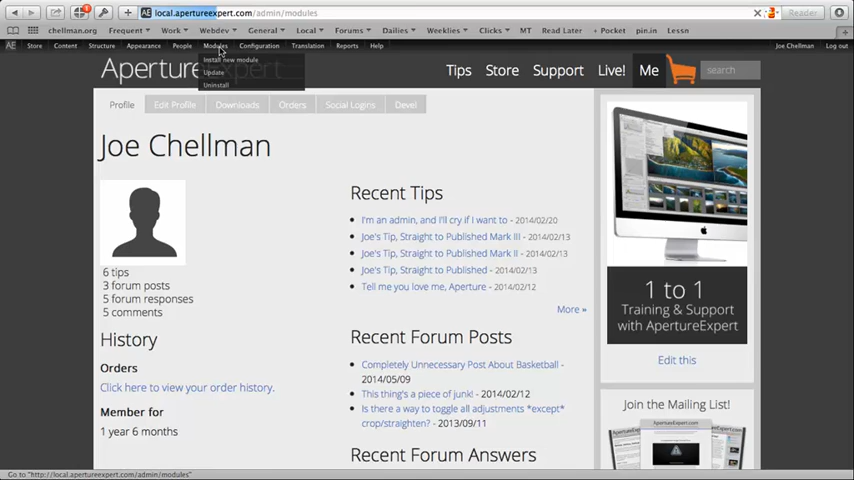 local.apertureexpert.com/admin/modules
Reader
chellman.org Frequent Work Webdev General Local Forums Dailies Weeklies Clicky Read Later + Pocket pin.in Lessn
AE Store Content Structure Appearance People Modules Configuration Translation Reports Help Joe Chellman Log out
Install new module
Update
Uninstall
ApertureExpert
Tips Store Support Live! Me search
Profile Edit Profile Downloads Orders Social Logins Devel
Joe Chellman
6 tips
3 forum posts
5 forum responses
5 comments
History
Orders
Click here to view your order history.
Member for
1 year 6 months
Recent Tips
I'm an admin, and I'll cry if I want to - 2014/02/20
Joe's Tip, Straight to Published Mark III - 2014/02/13
Joe's Tip, Straight to Published Mark II - 2014/02/13
Joe's Tip, Straight to Published - 2014/02/13
Tell me you love me, Aperture - 2014/02/12
More »
Recent Forum Posts
Completely Unnecessary Post About Basketball -
2014/05/09
This thing's a piece of junk! - 2014/02/12
Is there a way to toggle all adjustments *except*
crop/straighten? - 2013/09/11
Recent Forum Answers
1 to 1
Training & Support
with ApertureExpert
Edit this
Join the Mailing List!
ApertureExpert
Go to "http://local.apertureexpert.com/admin/modules"